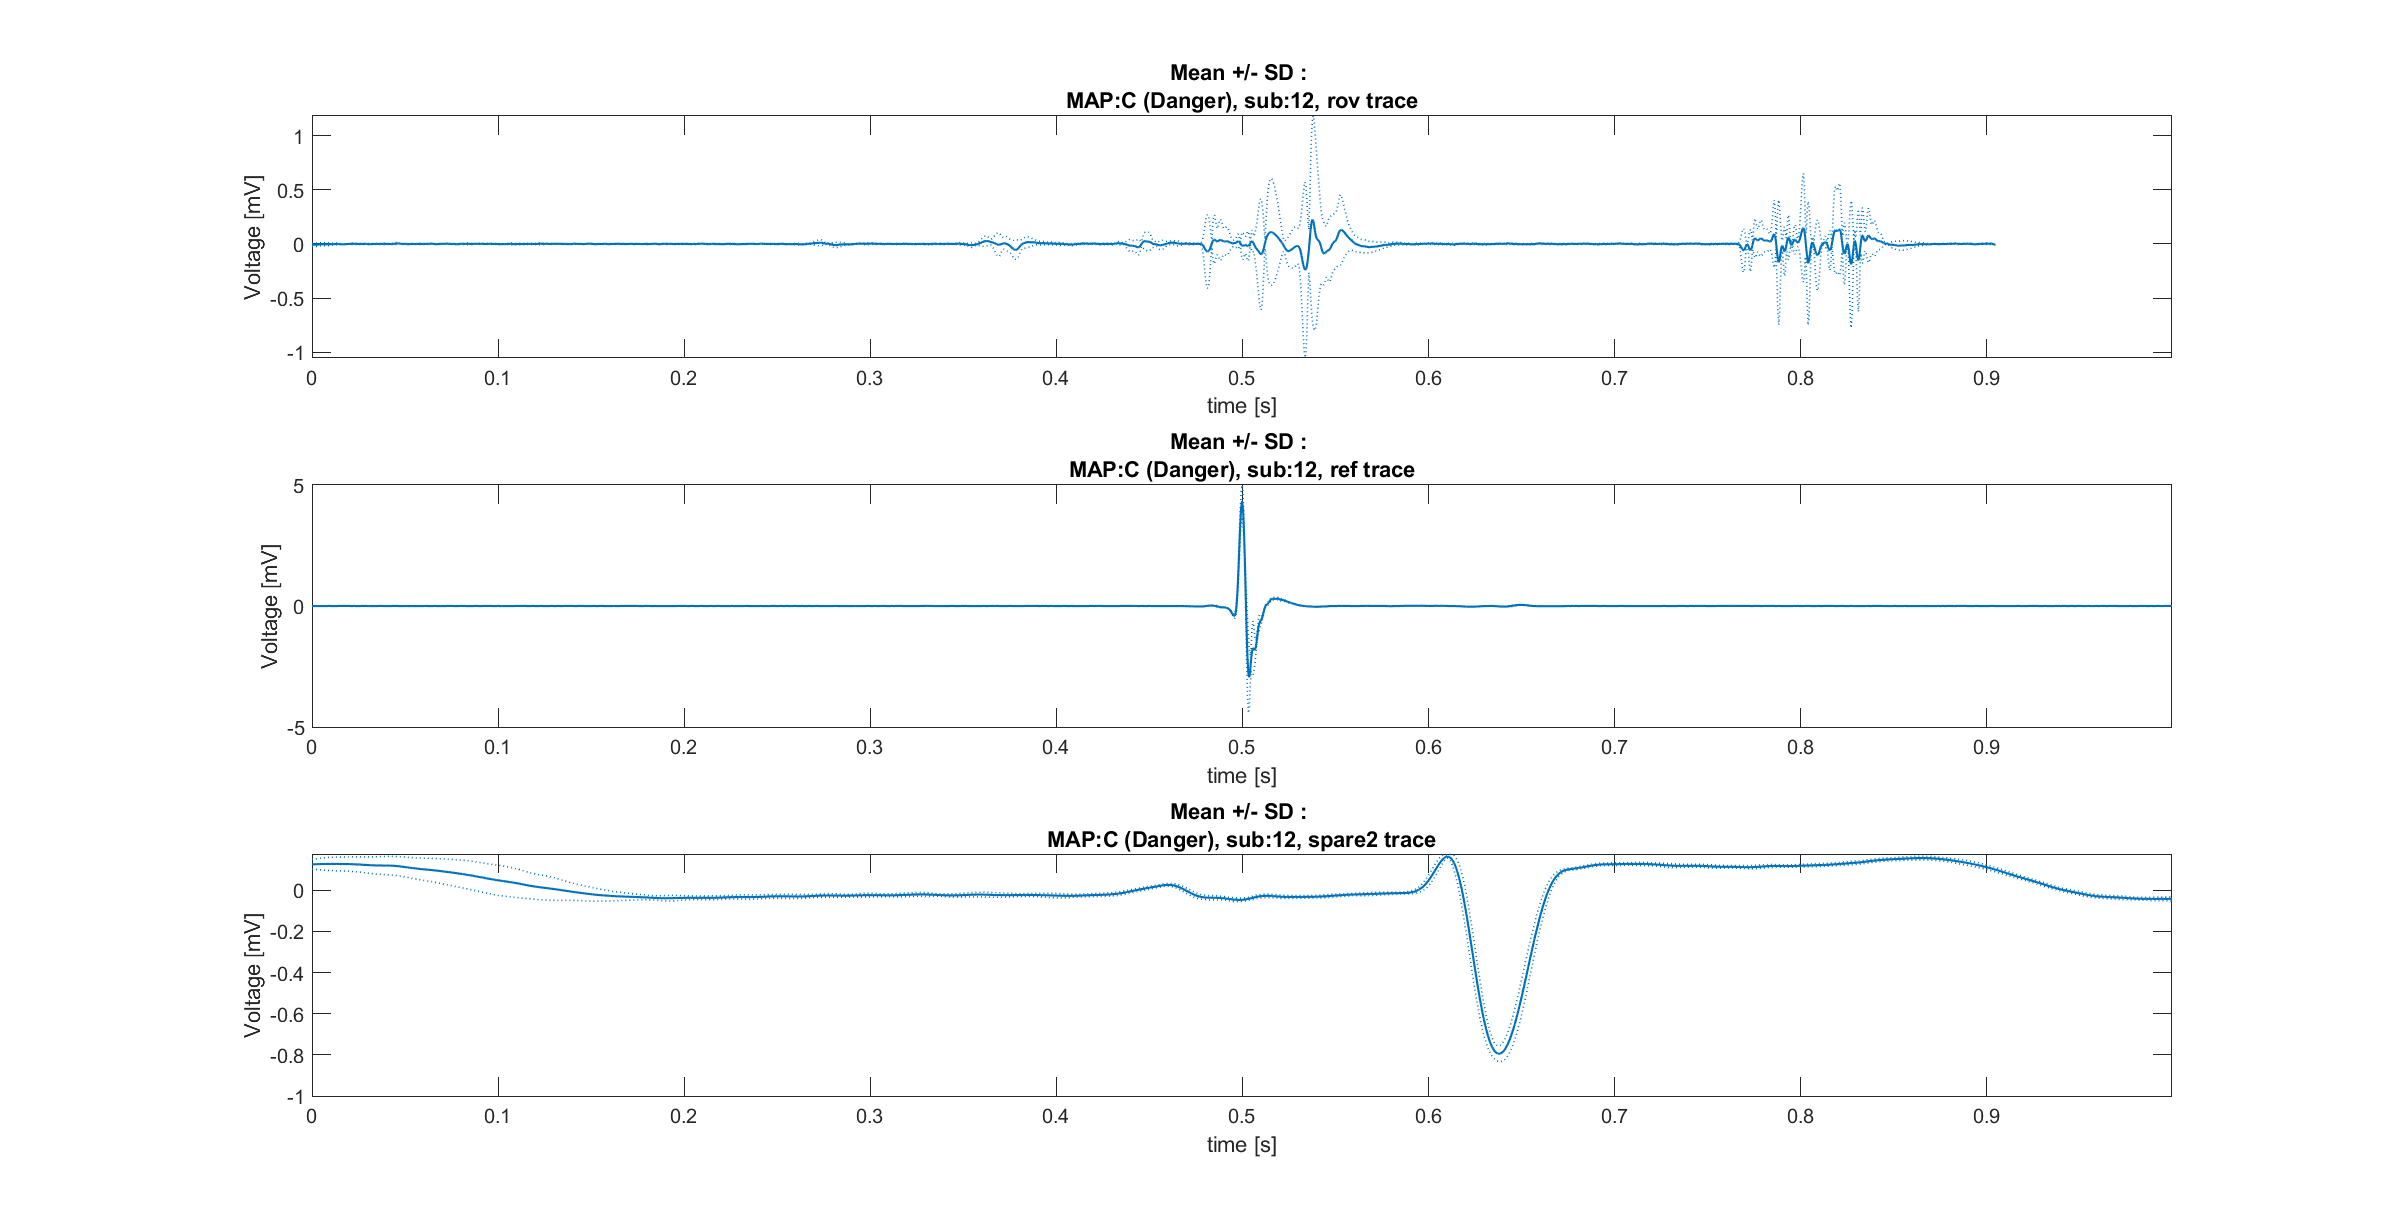 Mean +/- SD :
MAP:C (Danger), sub:12, rov trace
Voltage [mV]
1
0.5
0
-0.5
-1
0 0.1 0.2 0.3 0.4 0.5 0.6 0.7 0.8 0.9
time [s]
Mean +/- SD :
MAP:C (Danger), sub:12, ref trace
Voltage [mV]
5
0
-5
0 0.1 0.2 0.3 0.4 0.5 0.6 0.7 0.8 0.9
time [s]
Mean +/- SD :
MAP:C (Danger), sub:12, spare2 trace
Voltage [mV]
0
-0.2
-0.4
-0.6
-0.8
-1
0 0.1 0.2 0.3 0.4 0.5 0.6 0.7 0.8 0.9
time [s]